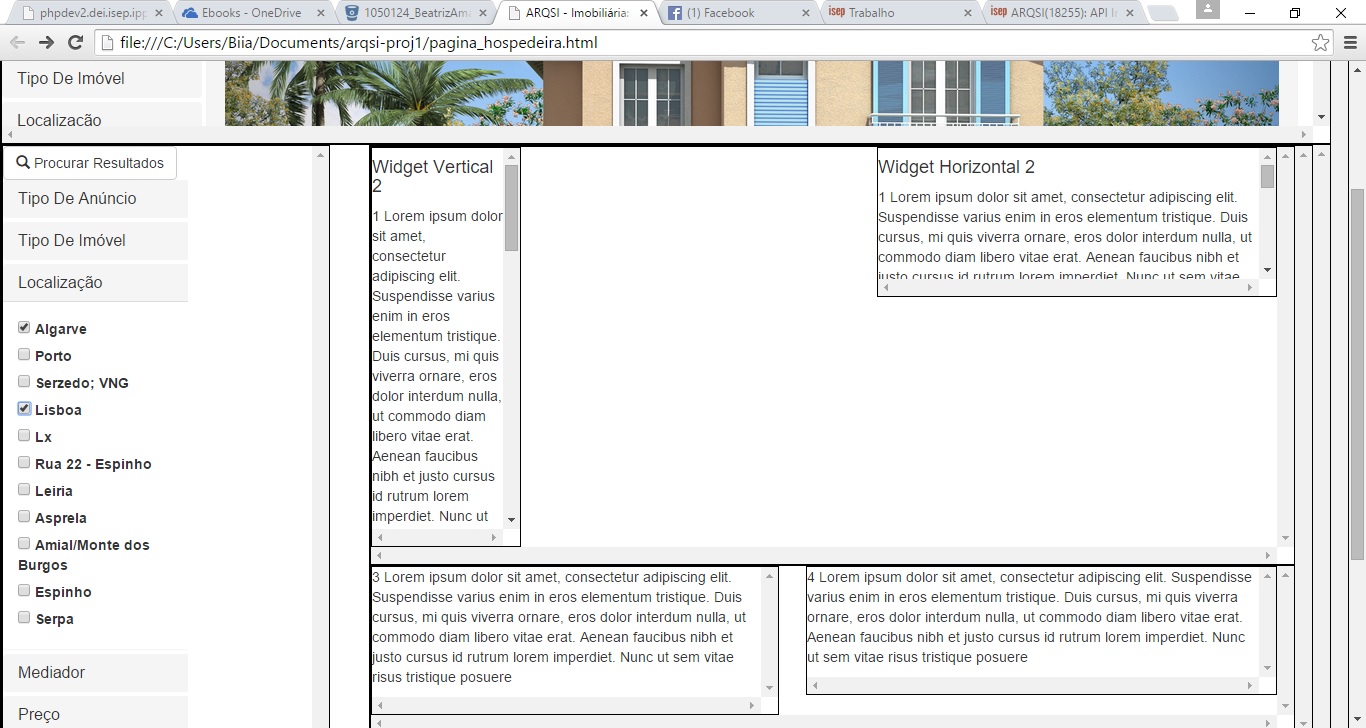 phpdev2.dei.isep.ipp
Ebooks - OneDrive
1050124_BeatrizAma
ARQSI - Imobiliária:
(1) Facebook
isep Trabalho
isep ARQSI(18255): API In
file:///C:/Users/Biia/Documents/arqsi-proj1/pagina_hospedeira.html
Tipo De Imóvel
Localização
Procurar Resultados
Tipo De Anúncio
Tipo De Imóvel
Localização
Algarve
Porto
Serzedo; VNG
Lisboa
Lx
Rua 22 - Espinho
Leiria
Asprela
Amial/Monte dos
Burgos
Espinho
Serpa
Mediador
Preço
Widget Vertical
2
1 Lorem ipsum dolor
sit amet,
consectetur
adipiscing elit.
Suspendisse varius
enim in eros
elementum tristique.
Duis cursus, mi quis
viverra ornare, eros
dolor interdum nulla,
ut commodo diam
libero vitae erat.
Aenean faucibus
nibh et justo cursus
id rutrum lorem
imperdiet. Nunc ut
Widget Horizontal 2
1 Lorem ipsum dolor sit amet, consectetur adipiscing elit.
Suspendisse varius enim in eros elementum tristique. Duis
cursus, mi quis viverra ornare, eros dolor interdum nulla, ut
commodo diam libero vitae erat. Aenean faucibus nibh et
justo cursus id rutrum lorem imperdiet. Nunc ut sem vitae
3 Lorem ipsum dolor sit amet, consectetur adipiscing elit.
Suspendisse varius enim in eros elementum tristique. Duis
cursus, mi quis viverra ornare, eros dolor interdum nulla, ut
commodo diam libero vitae erat. Aenean faucibus nibh et
justo cursus id rutrum lorem imperdiet. Nunc ut sem vitae
risus tristique posuere
4 Lorem ipsum dolor sit amet, consectetur adipiscing elit. Suspendisse
varius enim in eros elementum tristique. Duis cursus, mi quis viverra
ornare, eros dolor interdum nulla, ut commodo diam libero vitae erat.
Aenean faucibus nibh et justo cursus id rutrum lorem imperdiet. Nunc
ut sem vitae risus tristique posuere